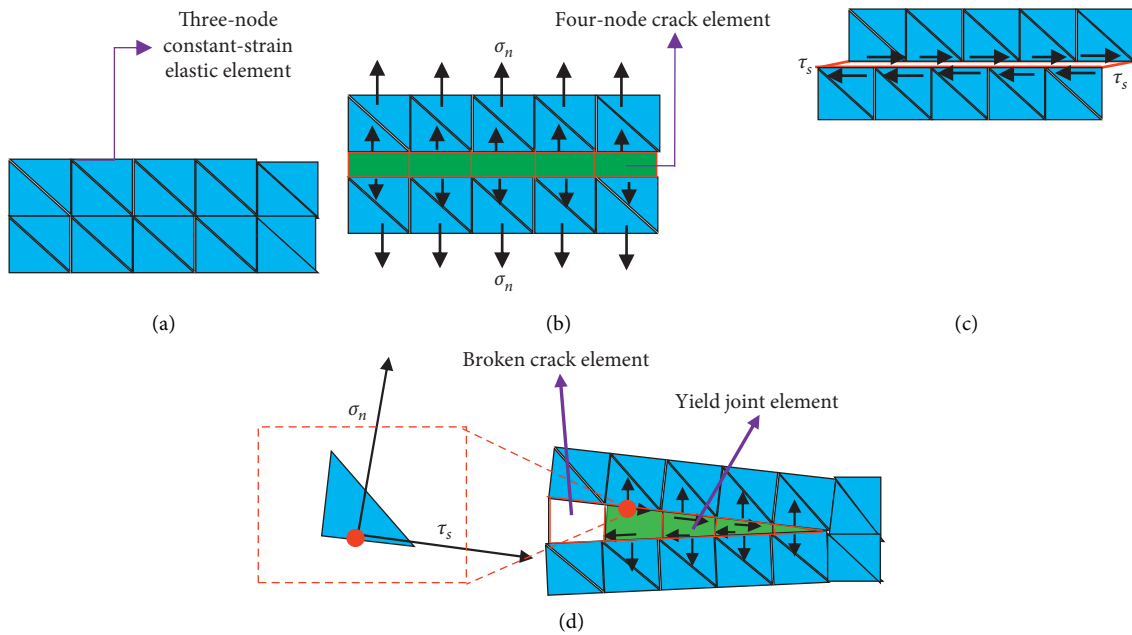 Three-node
constant-strain
elastic element
(a)
σn
Four-node crack element
σn
(b)
τs
τs
(c)
Broken crack element
Yield joint element
σn
τs
(d)